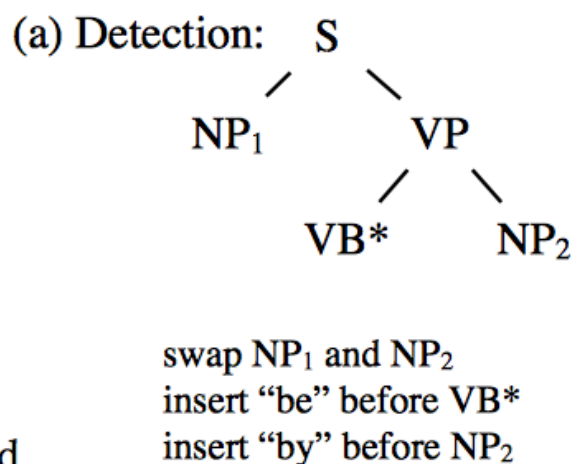 (a) Detection: S
NP₁ VP
VB* NP₂
swap NP₁ and NP₂
insert “be” before VB*
insert “by” before NP₂